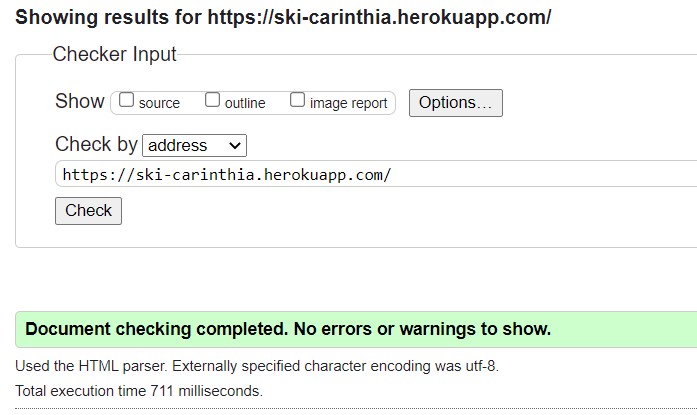 Showing results for https://ski-carinthia.herokuapp.com/
Checker Input
Show source outline image report Options...
Check by address
https://ski-carinthia.herokuapp.com/
Check
Document checking completed. No errors or warnings to show.
Used the HTML parser. Externally specified character encoding was utf-8.
Total execution time 711 milliseconds.